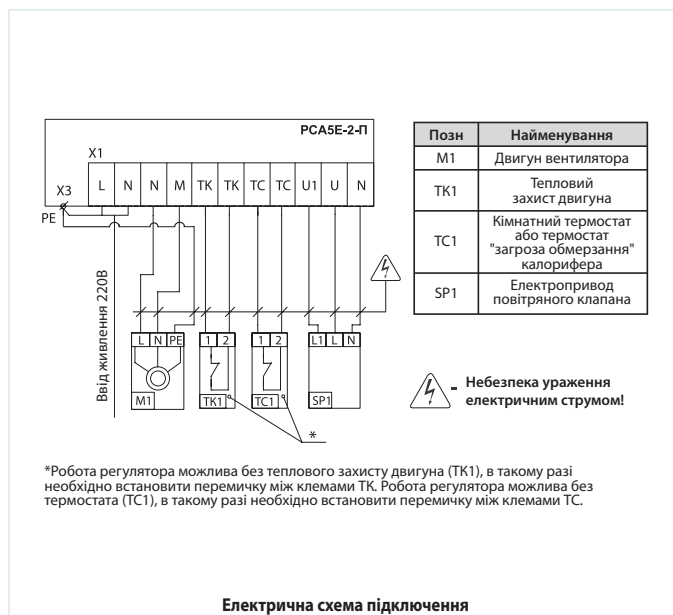 РСА5Е-2-П
X1
L N N M TK TK TC TC U1 U N
X3
PE
Ввід живлення 220В
L N PE
M1
1 2
TK1
1 2
TC1
L1 L N
SP1
*
Позн Найменування
M1 Двигун вентилятора
TK1 Тепловий
захист двигуна
TC1 Кімнатний термостат
або термостат
"загроза обмерзання"
калорифера
SP1 Електропривод
повітряного клапана
- Небезпека ураження
електричним струмом!
*Робота регулятора можлива без теплового захисту двигуна (ТК1), в такому разі
необхідно встановити перемичку між клемами ТК. Робота регулятора можлива без
термостата (ТС1), в такому разі необхідно встановити перемичку між клемами ТС.
Електрична схема підключення